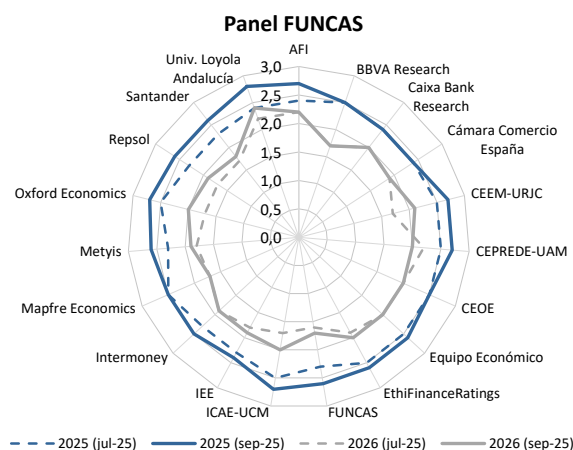 Panel FUNCAS
AFI
BBVA Research
Caixa Bank
Research
Cámara Comercio
España
CEEM-URJC
CEPREDE-UAM
CEOE
Equipo Económico
EthiFinanceRatings
FUNCAS
ICAE-UCM
IEE
Intermoney
Mapfre Economics
Metyis
Oxford Economics
Repsol
Santander
Univ. Loyola
Andalucía
3,0
2,5
2,0
1,5
1,0
0,5
0,0
2025 (jul-25) 2025 (sep-25) 2026 (jul-25) 2026 (sep-25)